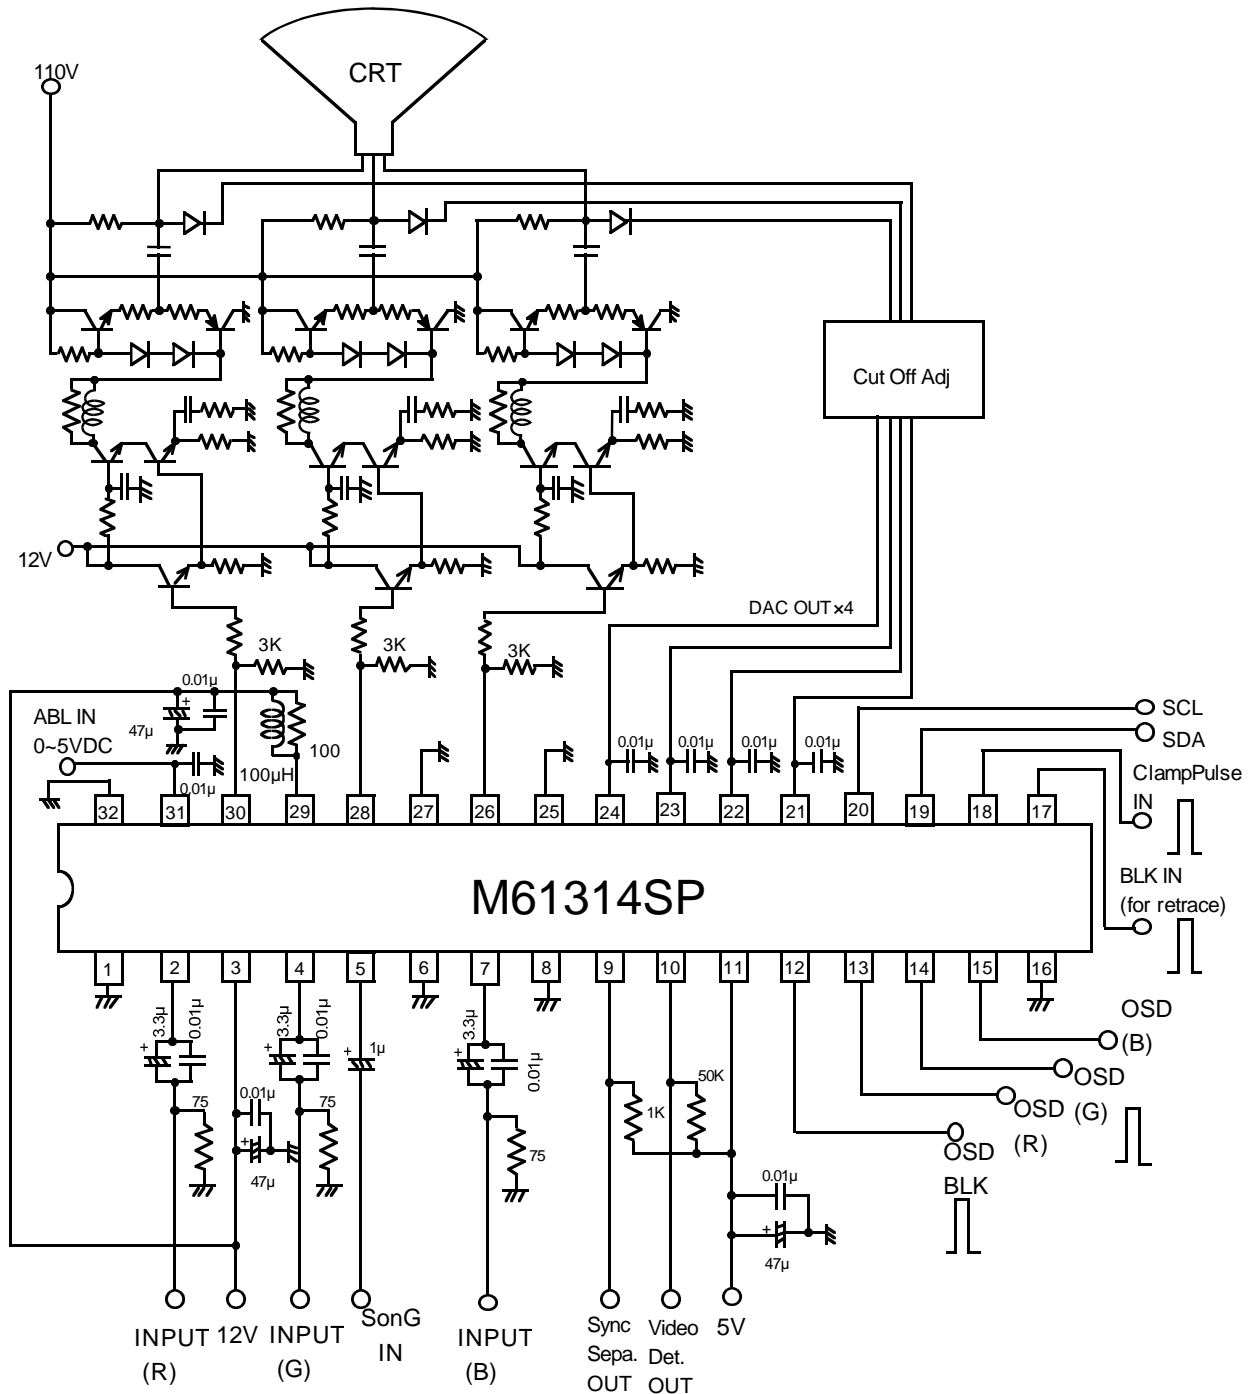 CRT
110V
Cut Off Adj
12V
DAC OUT×4
3K
3K
3K
0.01μ
47μ
ABL IN
0~5VDC
0.01μ
100
100μH
0.01μ
0.01μ
0.01μ
0.01μ
SCL
SDA
ClampPulse
IN
BLK IN
(for retrace)
32
31
30
29
28
27
26
25
24
23
22
21
20
19
18
17
M61314SP
1
2
3
4
5
6
7
8
9
10
11
12
13
14
15
16
3.3μ
0.01μ
3.3μ
0.01μ
1μ
3.3μ
0.01μ
75
0.01μ
47μ
75
75
1K
50K
0.01μ
47μ
OSD
(B)
OSD
(G)
OSD
(R)
OSD
BLK
INPUT
(R)
12V
INPUT
(G)
SonG
IN
INPUT
(B)
Sync
Sepa.
OUT
Video
Det.
OUT
5V